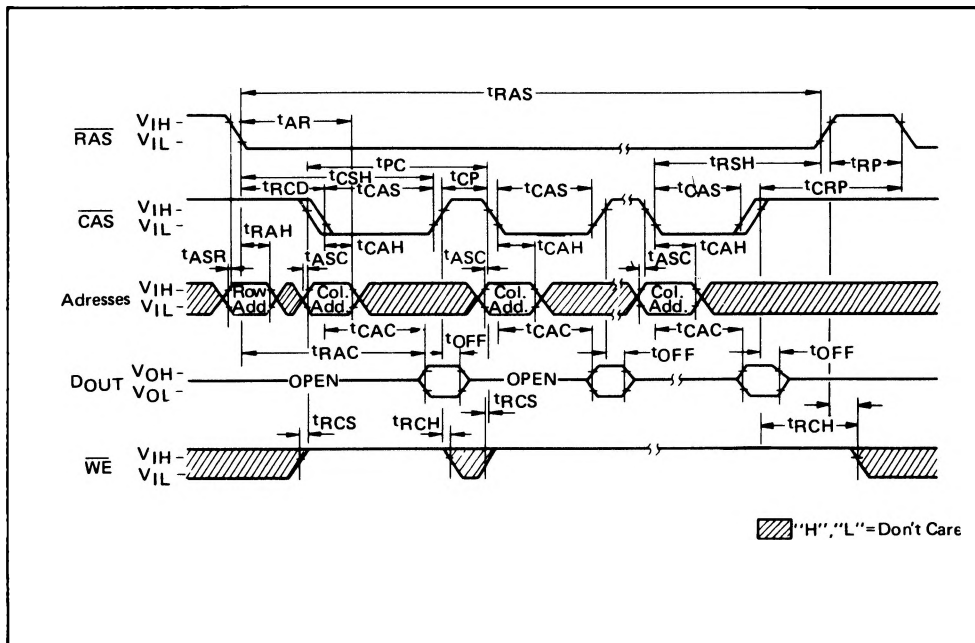 tRAS
RAS VIH
VIL
tAR
tPC
tCSH
tRCD tCAS
tCP
tCAS
tRSH
tCAS
tRP
tCRP
CAS VIH
VIL
tRAH
tCAH
tCAH
tCAH
tASR
tASC
tASC
tASC
Adresses VIH
VIL
Row Add.
Col. Add.
Col. Add.
Col. Add.
tCAC
tCAC
tCAC
tRAC
tOFF
tOFF
tOFF
DOUT VOH
VOL
OPEN
OPEN
tRCS
tRCH
tRCS
tRCH
WE VIH
VIL
"H","L"=Don't Care